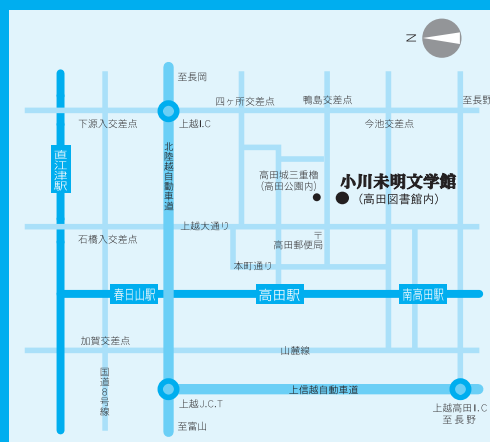 N
至長岡
四ヶ所交差点
鴨島交差点
至長野
下源入交差点
上越I.C
今池交差点
直江津駅
北陸越自動車道
高田城三重櫓
(高田公園内)
小川未明文学館
(高田図書館内)
上越大通り
石橋入交差点
〒
高田郵便局
本町通り
春日山駅
高田駅
南高田駅
加賀交差点
山麓線
国道8号線
上信越自動車道
上越J.C.T
上越高田I.C
至富山
至長野